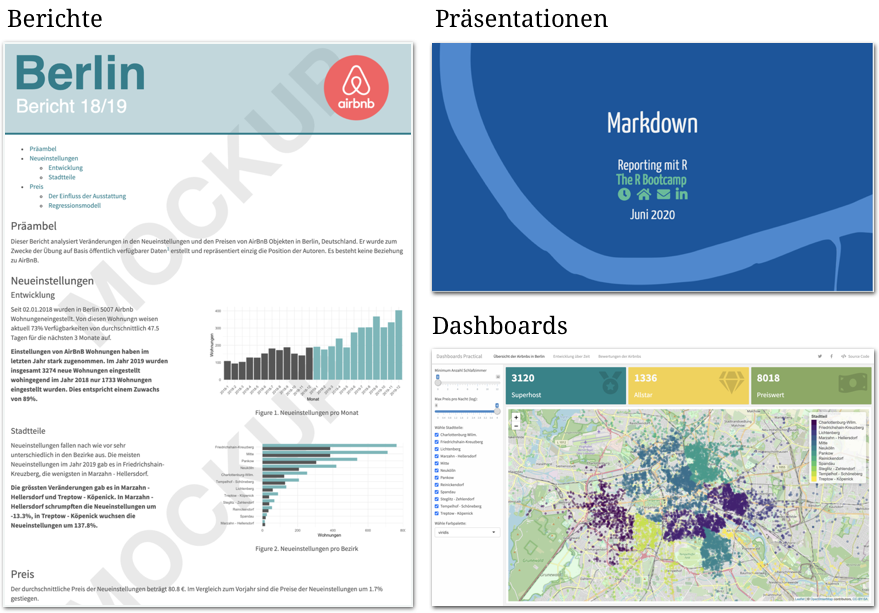 Berichte
Berlin
Bericht 18/19
airbnb
MOCKUP
Präambel
Neueinstellungen
Entwicklung
Stadtteile
Preis
Der Einfluss der Ausstattung
Regressionsmodell
Präambel
Dieser Bericht analysiert Veränderungen in den Neueinstellungen und den Preisen von AirBnB Objekten in Berlin, Deutschland. Er wurde zum
Zwecke der Übung auf Basis öffentlich verfügbarer Daten¹ erstellt und repräsentiert einzig die Position der Autoren. Es besteht keine Beziehung
zu AirBnB.
Neueinstellungen
Entwicklung
Seit 02.01.2018 wurden in Berlin 5007 Airbnb
Wohnungeneingestellt. Von diesen Wohnungn weisen
aktuell 73% Verfügbarkeiten von durchschnittlich 47.5
Tagen für die nächsten 3 Monate auf.
Einstellungen von AirBnB Wohnungen haben im
letzten Jahr stark zugenommen. Im Jahr 2019 wurden
insgesamt 3274 neue Wohnungen eingestellt
wohingegend im Jahr 2018 nur 1733 Wohnungen
eingestellt wurden. Dies entspricht einem Zuwachs
von 89%.
Wohnungen
400
300
200
100
0
Monat
Figure 1. Neueinstellungen pro Monat
Stadtteile
Neueinstellungen fallen nach wie vor sehr
unterschiedlich in den Bezirke aus. Die meisten
Neueinstellungen im Jahre 2019 gab es in Friedrichshain-
Kreuzberg, die wenigsten in Marzahn - Hellersdorf.
Die grössten Veränderungen gab es in Marzahn -
Hellersdorf und Treptow - Köpenick. In Marzahn -
Hellersdorf schrumpften die Neueinstellungen um
-13.3%, in Treptow - Köpenick wuchsen die
Neueinstellungen um 137.8%.
Friedrichshain-Kreuzberg
Mitte
Pankow
Neukölln
Charlottenburg-Wilm.
Tempelhof - Schöneberg
Lichtenberg
Treptow - Köpenick
Steglitz - Zehlendorf
Reinickendorf
Spandau
Marzahn - Hellersdorf
0 200 400 600 800
Wohnungen
Figure 2. Neueinstellungen pro Bezirk
MOCKUP
Preis
Der durchschnittliche Preis der Neueinstellungen beträgt 80.8 €. Im Vergleich zum Vorjahr sind die Preise der Neueinstellungen um 1.7%
gestiegen.
Präsentationen
Markdown
Reporting mit R
The R Bootcamp
in
Juni 2020
Dashboards
Dashboards Practical Übersicht der Airbnbs in Berlin Entwicklung über Zeit Bewertungen der Airbnbs Source Code
Minimum Anzahl Schlafzimmer
Max Preis pro Nacht (log):
Wähle Stadtteile:
Charlottenburg-Wilm.
Friedrichshain-Kreuzberg
Lichtenberg
Marzahn - Hellersdorf
Mitte
Neukölln
Pankow
Reinickendorf
Spandau
Steglitz - Zehlendorf
Tempelhof - Schöneberg
Treptow - Köpenick
Wähle Farbpalette:
viridis
3120
Superhost
1336
Allstar
8018
Preiswert
+
−
Stadtteil
Charlottenburg-Wilm.
Friedrichshain-Kreuzberg
Lichtenberg
Marzahn - Hellersdorf
Mitte
Neukölln
Pankow
Reinickendorf
Spandau
Steglitz - Zehlendorf
Tempelhof - Schöneberg
Treptow - Köpenick